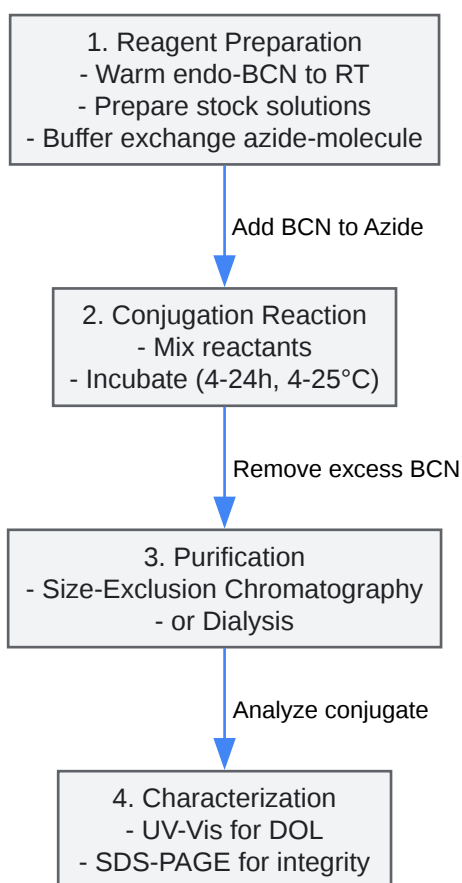 1. Reagent Preparation
- Warm endo-BCN to RT
- Prepare stock solutions
- Buffer exchange azide-molecule
Add BCN to Azide
2. Conjugation Reaction
- Mix reactants
- Incubate (4-24h, 4-25°C)
Remove excess BCN
3. Purification
- Size-Exclusion Chromatography
- or Dialysis
Analyze conjugate
4. Characterization
- UV-Vis for DOL
- SDS-PAGE for integrity